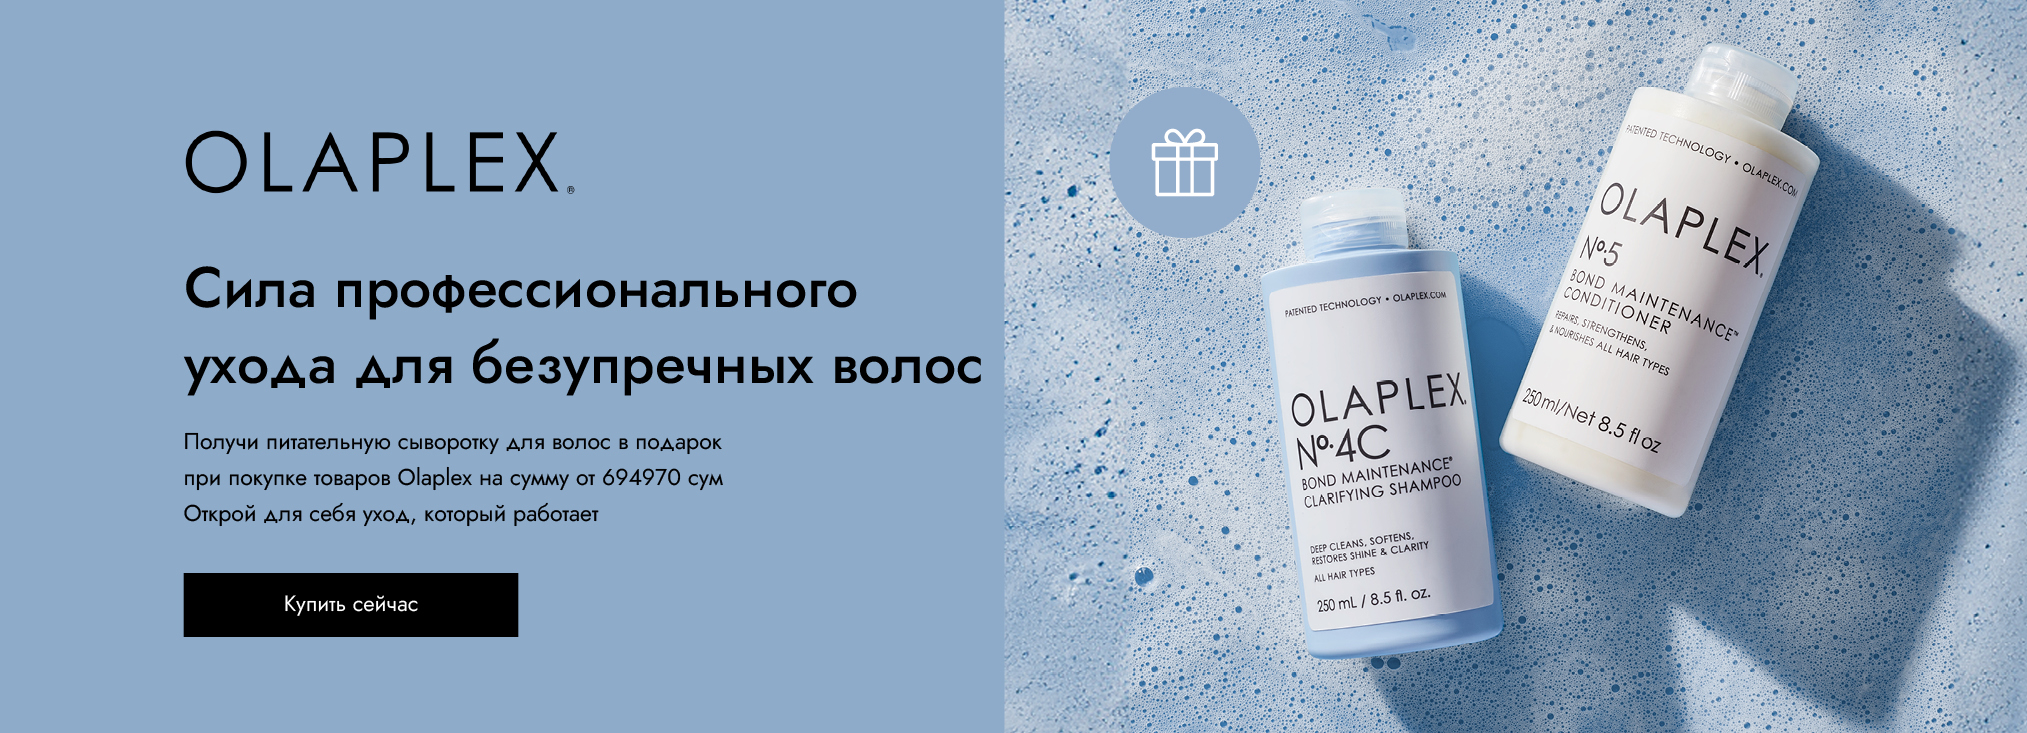 OLAPLEX®
Сила профессионального
ухода для безупречных волос
Получи питательную сыворотку для волос в подарок
при покупке товаров Olaplex на сумму от 694970 сум
Открой для себя уход, который работает
Купить сейчас
PATENTED TECHNOLOGY • OLAPLEX.COM
OLAPLEX®
Nº.4C
BOND MAINTENANCE®
CLARIFYING SHAMPOO
DEEP CLEANS, SOFTENS,
RESTORES SHINE & CLARITY
ALL HAIR TYPES
250 mL / 8.5 fl. oz.
PATENTED TECHNOLOGY • OLAPLEX.COM
OLAPLEX®
Nº.5
BOND MAINTENANCE™
CONDITIONER
REPAIRS, STRENGTHENS,
& NOURISHES ALL HAIR TYPES
250 ml/Net 8.5 fl oz